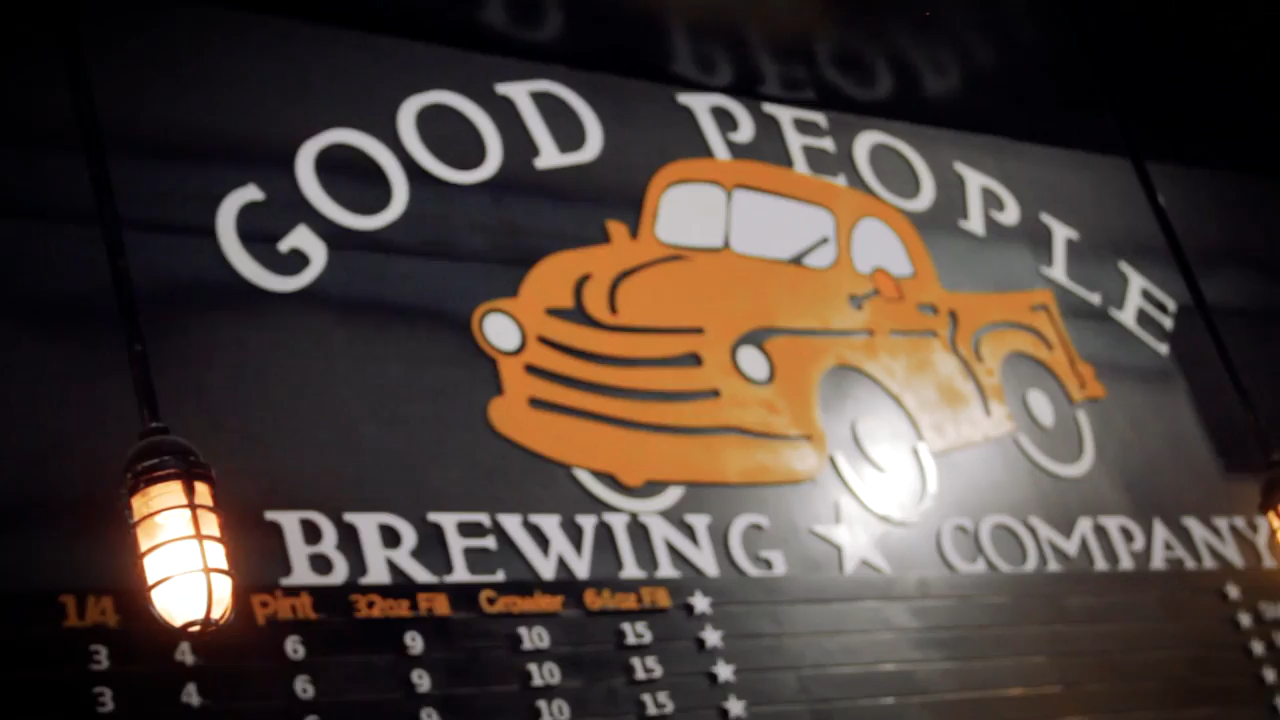 GOOD PEOPLE
BREWING ★ COMPANY
1/4 Pint 32oz Fill Crowler 64oz Fill ★
3 4 6 9 10 15 ★
3 4 6 9 10 15 ★
10 15 ★